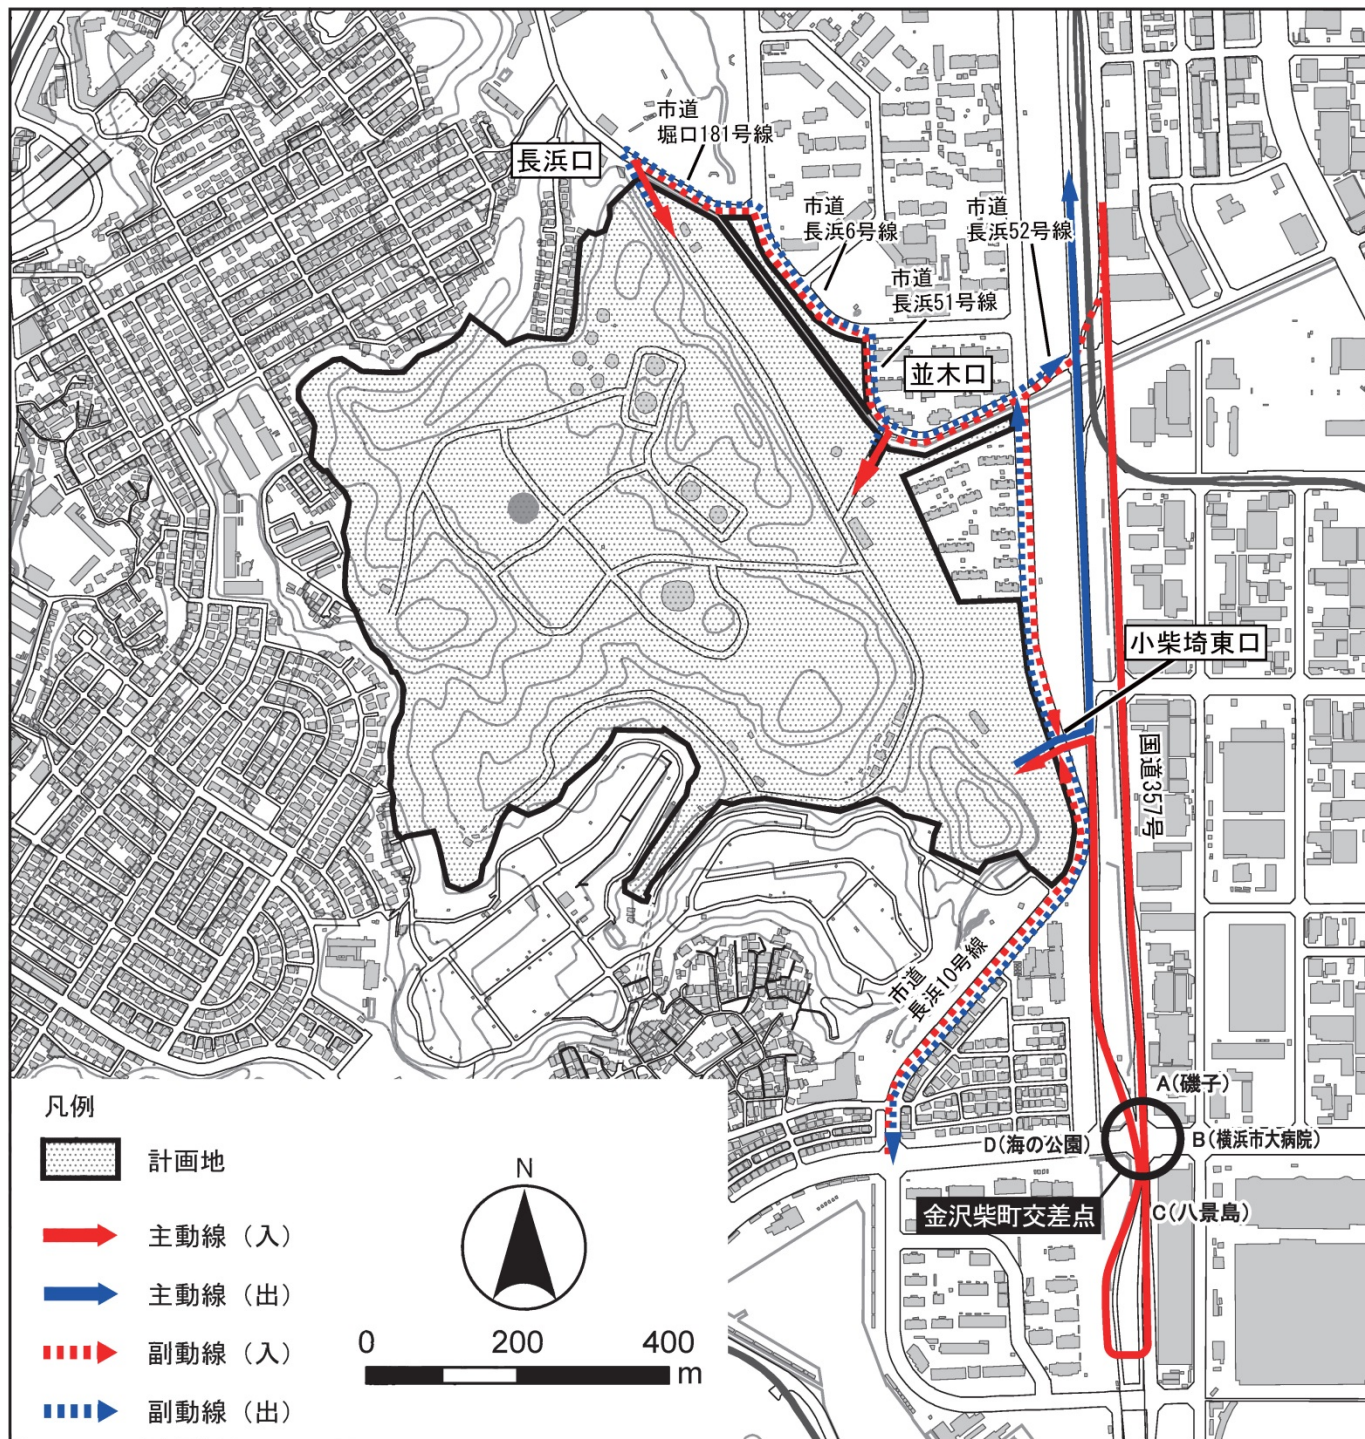 市道
堀口181号線
長浜口
市道
長浜6号線
市道
長浜52号線
市道
長浜51号線
並木口
小柴埼東口
国道357号
市道
長浜10号線
A(磯子)
B(横浜市大病院)
D(海の公園)
金沢柴町交差点
C(八景島)
凡例
計画地
主動線（入）
主動線（出）
副動線（入）
副動線（出）
N
0 200 400
m